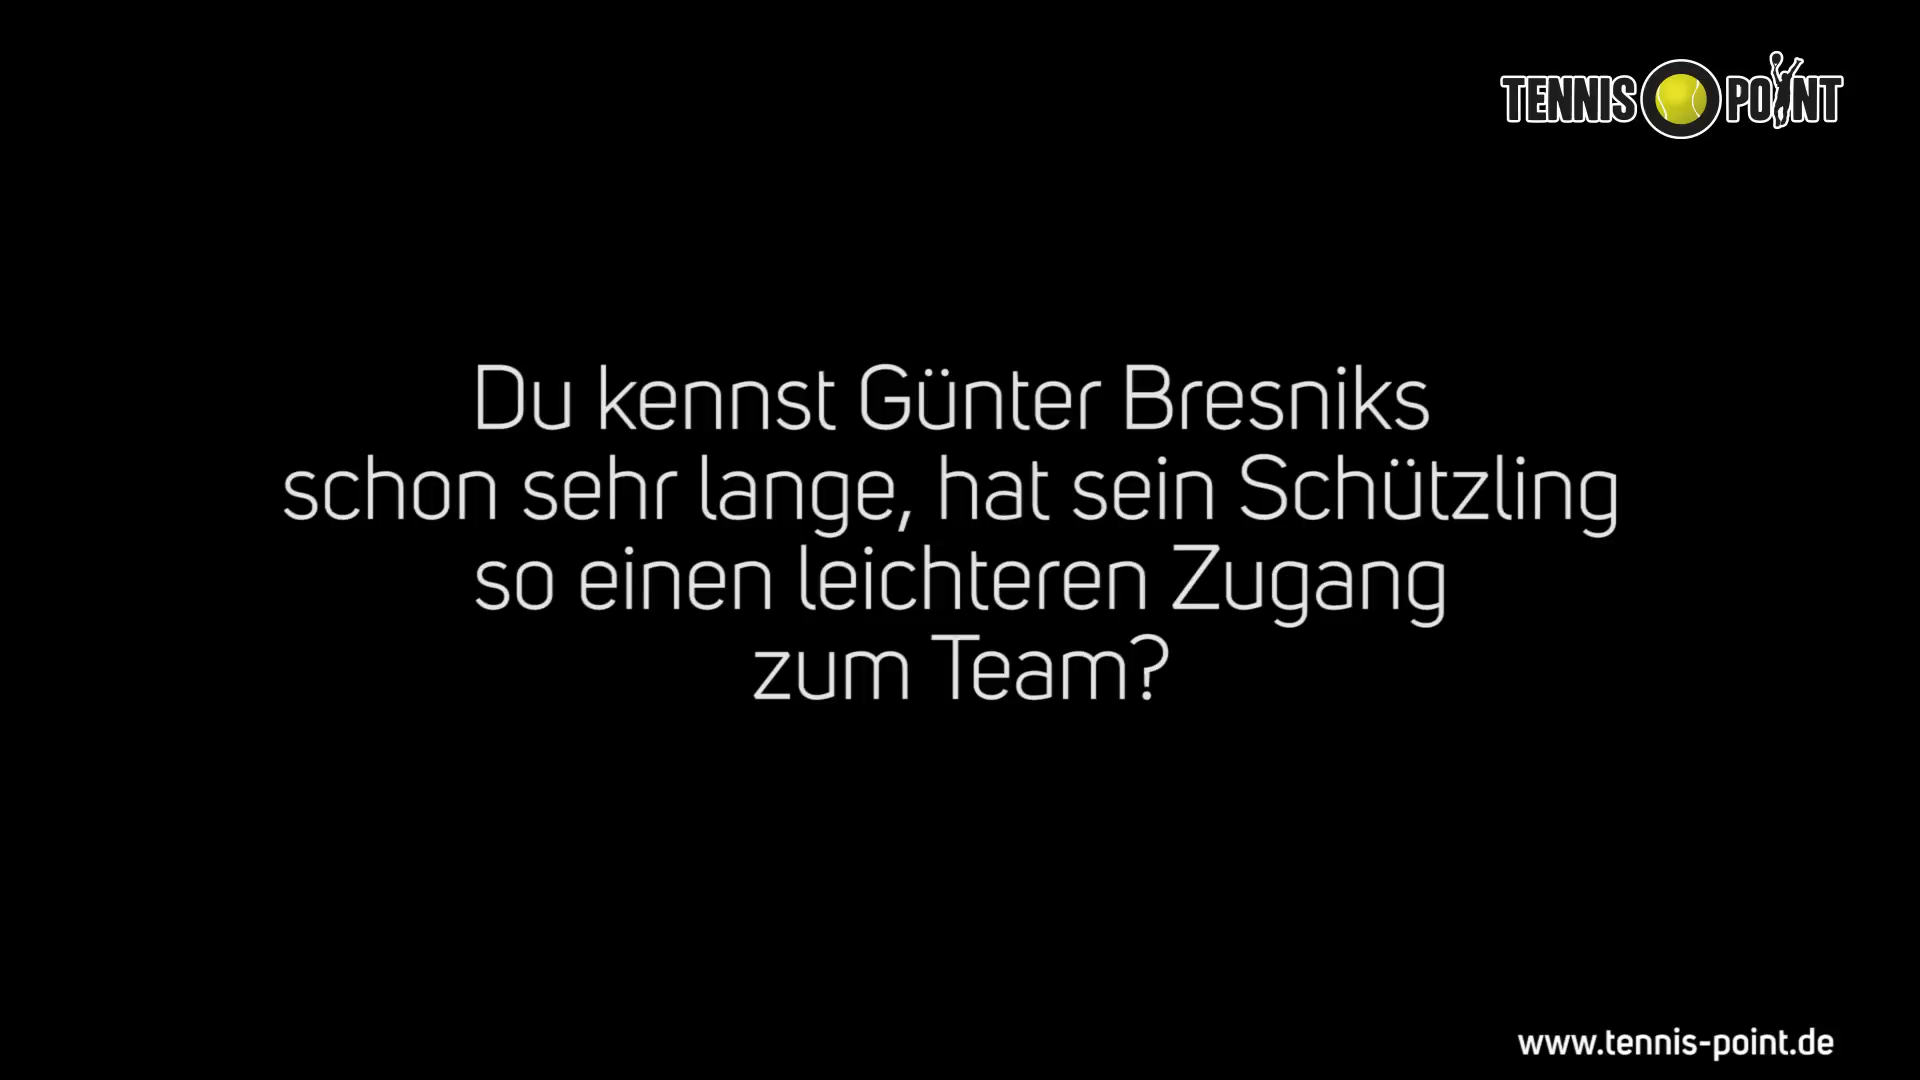 TENNIS POINT
Du kennst Günter Bresniks
schon sehr lange, hat sein Schützling
so einen leichteren Zugang
zum Team?
www.tennis-point.de